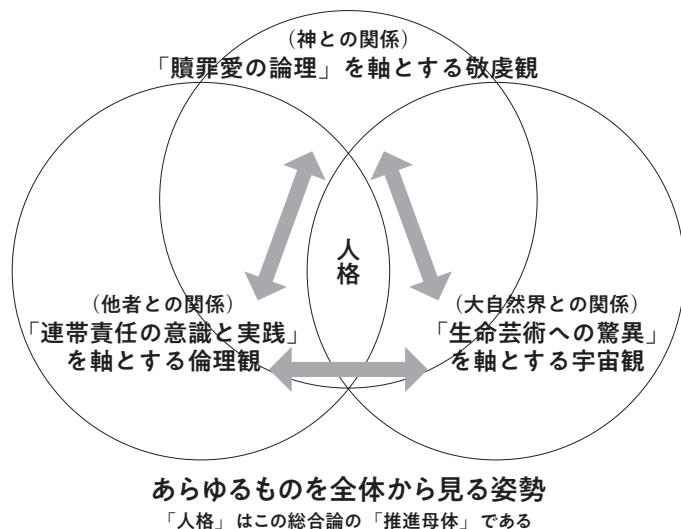 (神との関係)
「贖罪愛の論理」を軸とする敬虔観
人格
(他者との関係)
「連帯責任の意識と実践」
を軸とする倫理観
(大自然界との関係)
「生命芸術への驚異」
を軸とする宇宙観
あらゆるものを全体から見る姿勢
「人格」はこの総合論の「推進母体」である